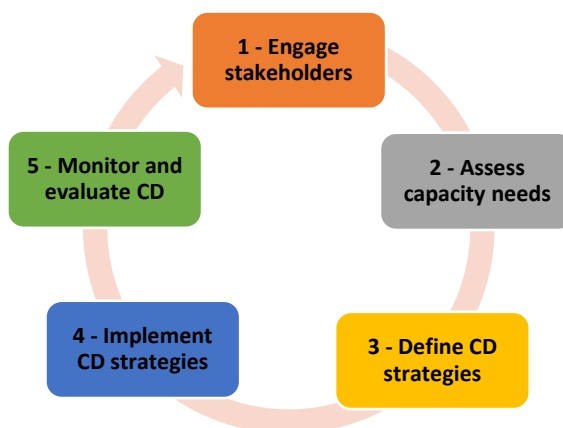 1 - Engage
stakeholders
2 - Assess
capacity needs
3 - Define CD
strategies
4 - Implement
CD strategies
5 - Monitor and
evaluate CD